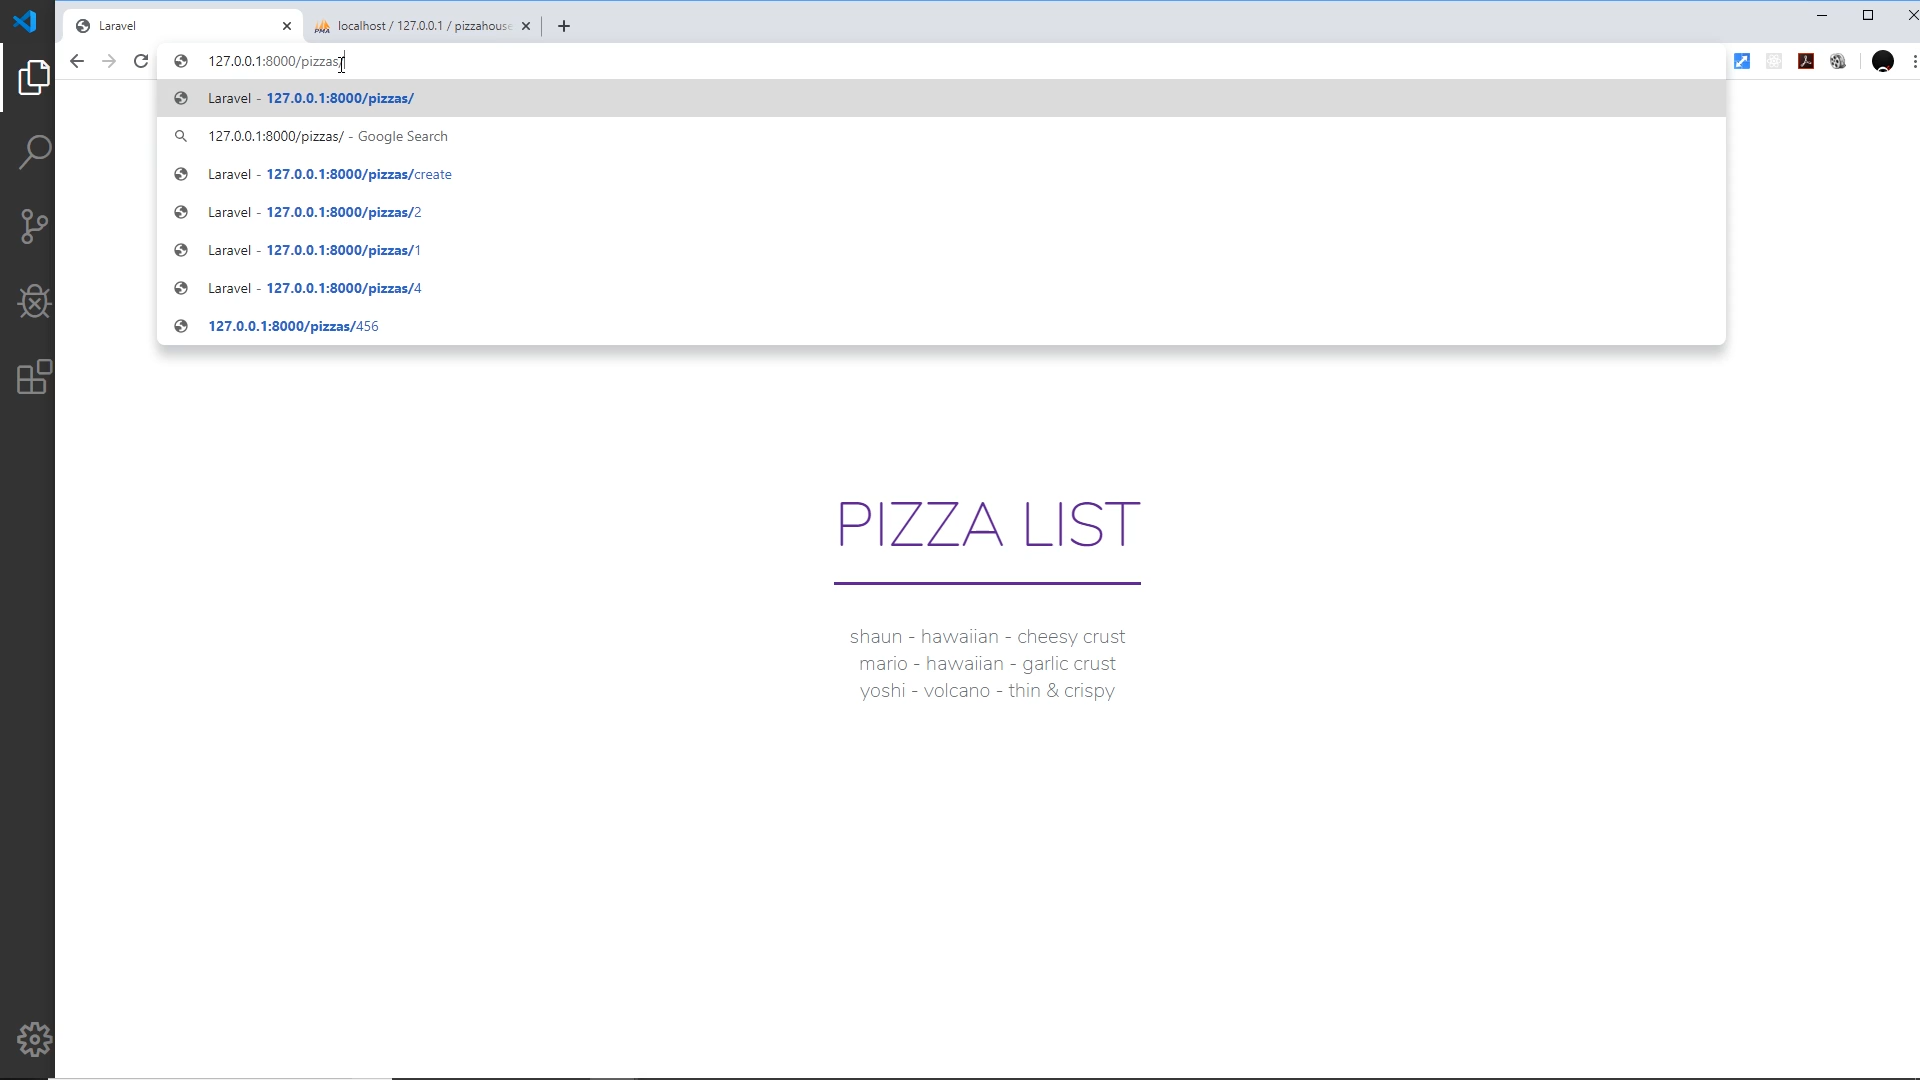 Laravel
localhost / 127.0.0.1 / pizzahouse
127.0.0.1:8000/pizzas/
Laravel - 127.0.0.1:8000/pizzas/
127.0.0.1:8000/pizzas/ - Google Search
Laravel - 127.0.0.1:8000/pizzas/create
Laravel - 127.0.0.1:8000/pizzas/2
Laravel - 127.0.0.1:8000/pizzas/1
Laravel - 127.0.0.1:8000/pizzas/4
127.0.0.1:8000/pizzas/456
PIZZA LIST
shaun - hawaiian - cheesy crust
mario - hawaiian - garlic crust
yoshi - volcano - thin & crispy